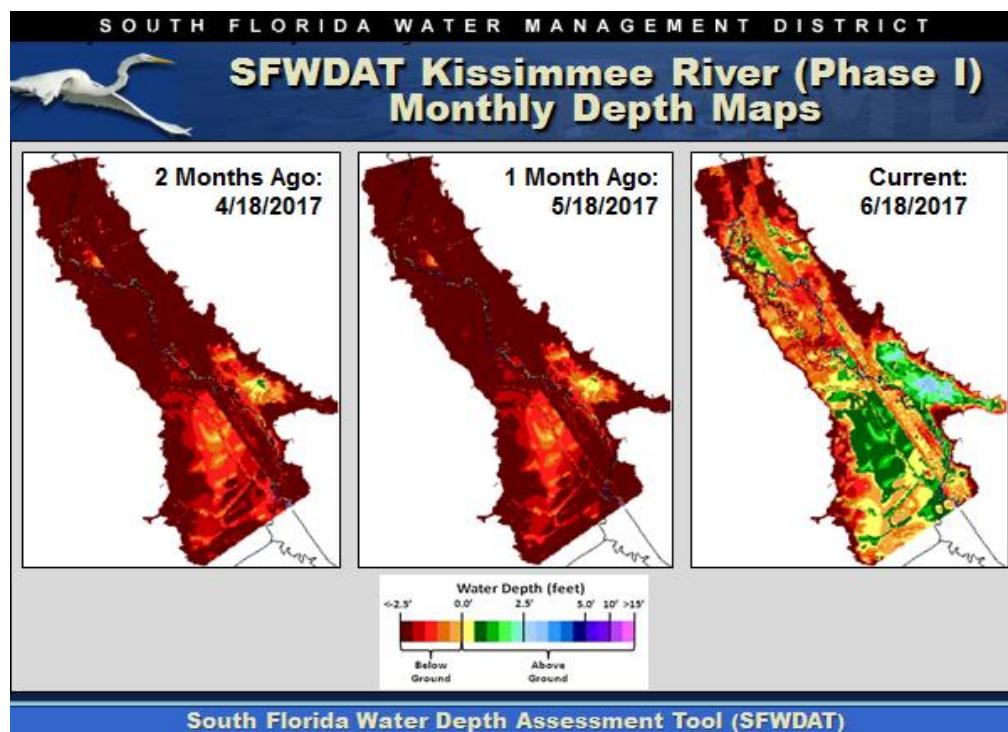 SOUTH FLORIDA WATER MANAGEMENT DISTRICT
SFWDAT Kissimmee River (Phase I)
Monthly Depth Maps
2 Months Ago:
4/18/2017
1 Month Ago:
5/18/2017
Current:
6/18/2017
Water Depth (feet)
<-2.5' 0.0' 2.5' 5.0' 10' >15'
Below Ground
Above Ground
South Florida Water Depth Assessment Tool (SFWDAT)